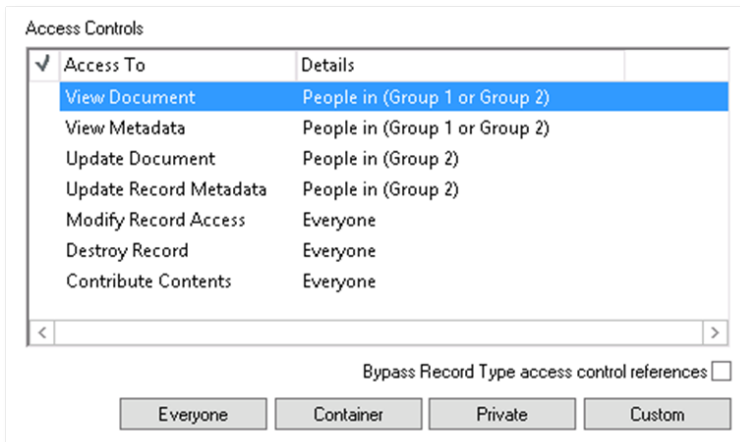 Access Controls
✓ Access To Details
View Document People in (Group 1 or Group 2)
View Metadata People in (Group 1 or Group 2)
Update Document People in (Group 2)
Update Record Metadata People in (Group 2)
Modify Record Access Everyone
Destroy Record Everyone
Contribute Contents Everyone
Bypass Record Type access control references
Everyone Container Private Custom